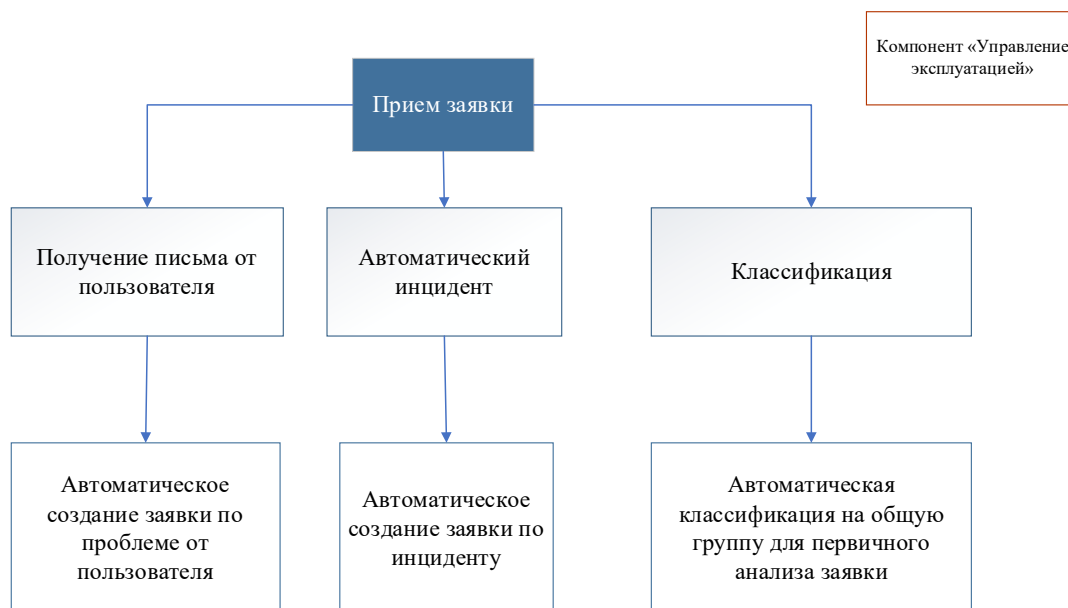 Компонент «Управление
эксплуатацией»
Прием заявки
Получение письма от
пользователя
Автоматический
инцидент
Классификация
Автоматическое
создание заявки по
проблеме от
пользователя
Автоматическое
создание заявки по
инциденту
Автоматическая
классификация на общую
группу для первичного
анализа заявки